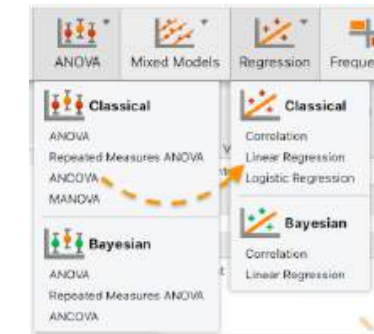 ANOVA
Mixed Models
Regression
Freque
Classical
ANOVA
Repeated Measures ANOVA
ANCOVA
MANOVA
Bayesian
ANOVA
Repeated Measures ANOVA
ANCOVA
Classical
Correlation
Linear Regression
Logistic Regression
Bayesian
Correlation
Linear Regression